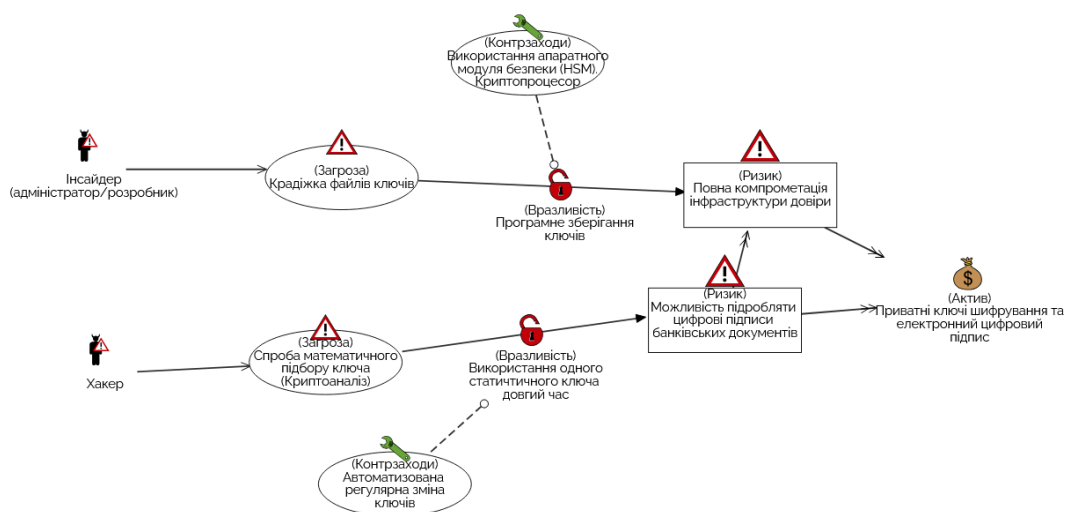 (Контрзаходи)
Використання апаратного
модуля безпеки (HSM).
Криптопроцесор
Інсайдер
(адміністратор/розробник)
(Загроза)
Крадіжка файлів ключів
(Вразливість)
Програмне зберігання
ключів
(Ризик)
Повна компрометація
інфраструктури довіри
(Ризик)
Можливість підробляти
цифрові підписи
банківських документів
$
(Актив)
Приватні ключі шифрування та
електронний цифровий
підпис
Хакер
(Загроза)
Спроба математичного
підбору ключа
(Криптоаналіз)
(Вразливість)
Використання одного
статичтичного ключа
довгий час
(Контрзаходи)
Автоматизована
регулярна зміна
ключів